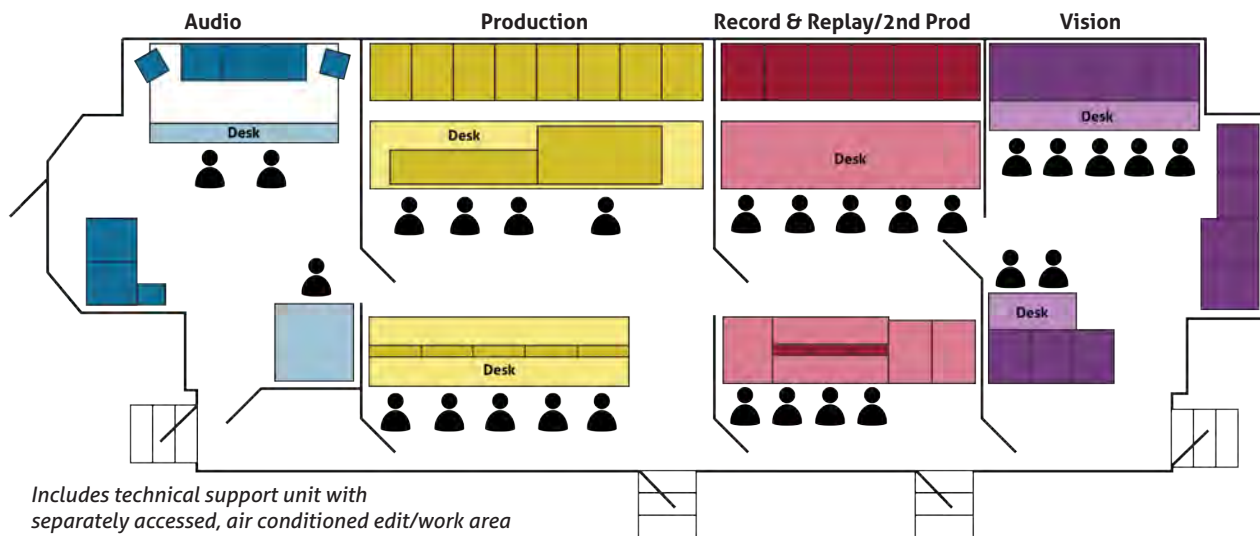 Audio
Production
Record & Replay/2nd Prod
Vision
Desk
Desk
Desk
Desk
Desk
Desk
Includes technical support unit with
separately accessed, air conditioned edit/work area